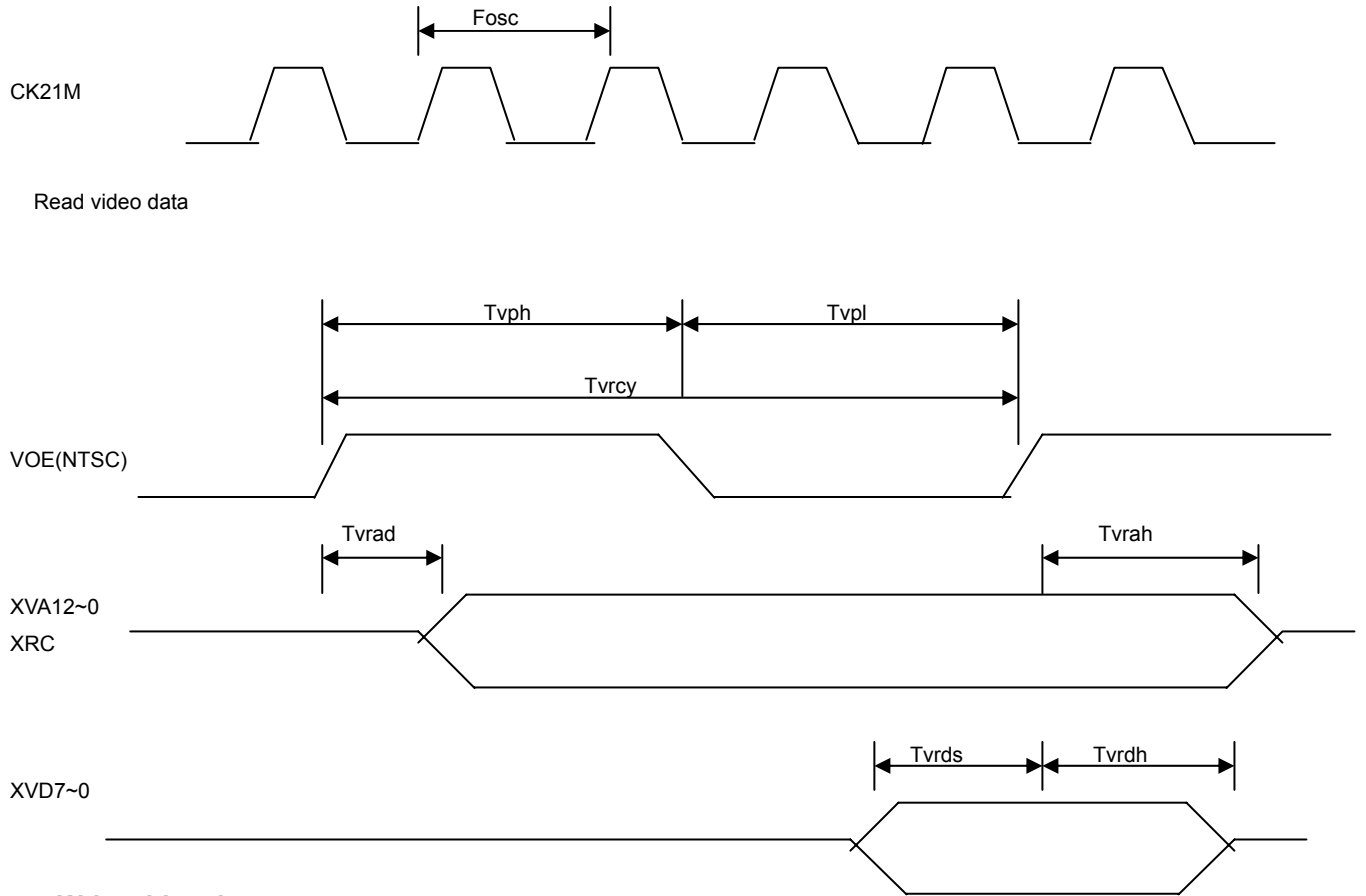 Fosc
CK21M
Read video data
Tvph Tvpl
Tvrcy
VOE(NTSC)
Tvrad Tvrah
XVA12~0
XRC
Tvrds Tvrdh
XVD7~0